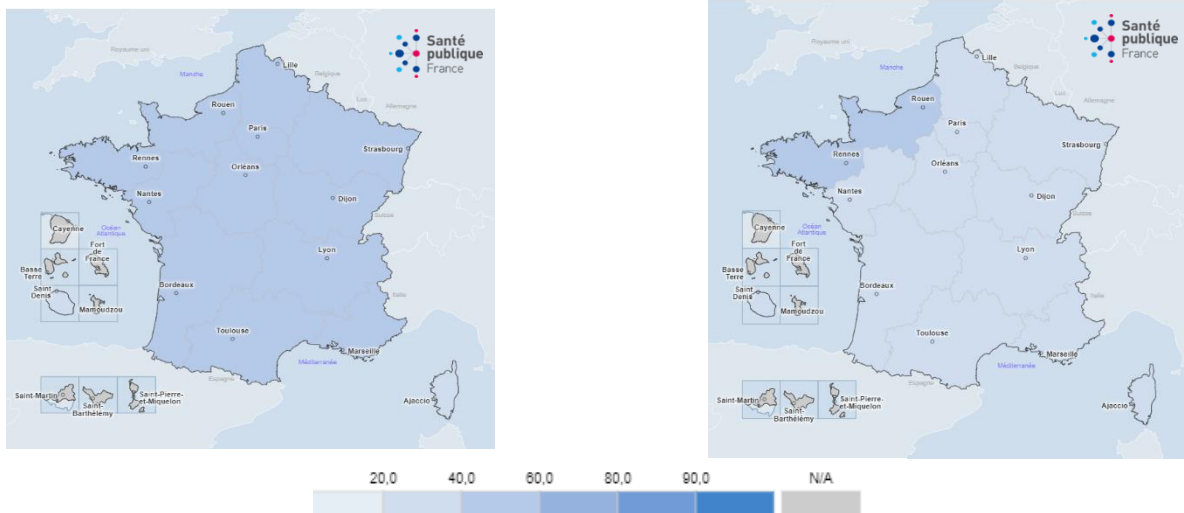 Santé
publique
France
Royaume uni
Manche
Lille
Belgique
Lux.
Allemagne
Rouen
Paris
Strasbourg
Rennes
Orléans
Nantes
Dijon
Suisse
Cayenne
Océan
Atlantique
Fort
de
France
Basse
Terre
Lyon
Saint
Denis
Mamoudzou
Bordeaux
Italie
Toulouse
Marseille
Méditerranée
Espagne
Saint-Martin
Saint-
Barthélémy
Saint-Pierre-
et-Miquelon
Ajaccio
Santé
publique
France
Royaume uni
Manche
Lille
Belgique
Lux.
Allemagne
Rouen
Paris
Strasbourg
Rennes
Orléans
Nantes
Dijon
Suisse
Cayenne
Océan
Atlantique
Fort
de
France
Basse
Terre
Lyon
Saint
Denis
Mamoudzou
Bordeaux
Italie
Toulouse
Marseille
Méditerranée
Espagne
Saint-Martin
Saint-
Barthélémy
Saint-Pierre-
et-Miquelon
Ajaccio
20,0 40,0 60,0 80,0 90,0 N/A